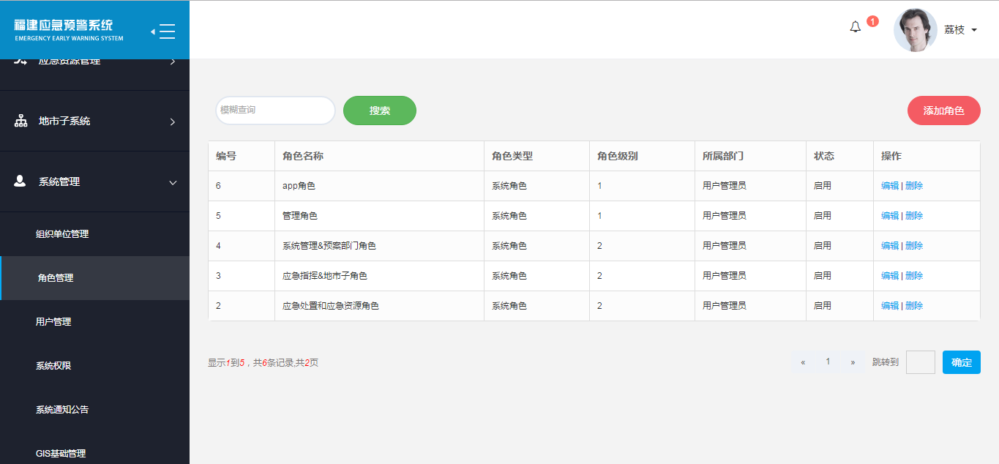 福建应急预警系统
EMERGENCY EARLY WARNING SYSTEM
1
荔枝
应急资源管理
地市子系统
系统管理
组织单位管理
角色管理
用户管理
系统权限
系统通知公告
GIS基础管理
模糊查询 搜索 添加角色
编号 角色名称 角色类型 角色级别 所属部门 状态 操作
6 app角色 系统角色 1 用户管理员 启用 编辑 | 删除
5 管理角色 系统角色 1 用户管理员 启用 编辑 | 删除
4 系统管理&预案部门角色 系统角色 2 用户管理员 启用 编辑 | 删除
3 应急指挥&地市子角色 系统角色 2 用户管理员 启用 编辑 | 删除
2 应急处置和应急资源角色 系统角色 2 用户管理员 启用 编辑 | 删除
显示1到5，共6条记录,共2页 « 1 » 跳转到 确定